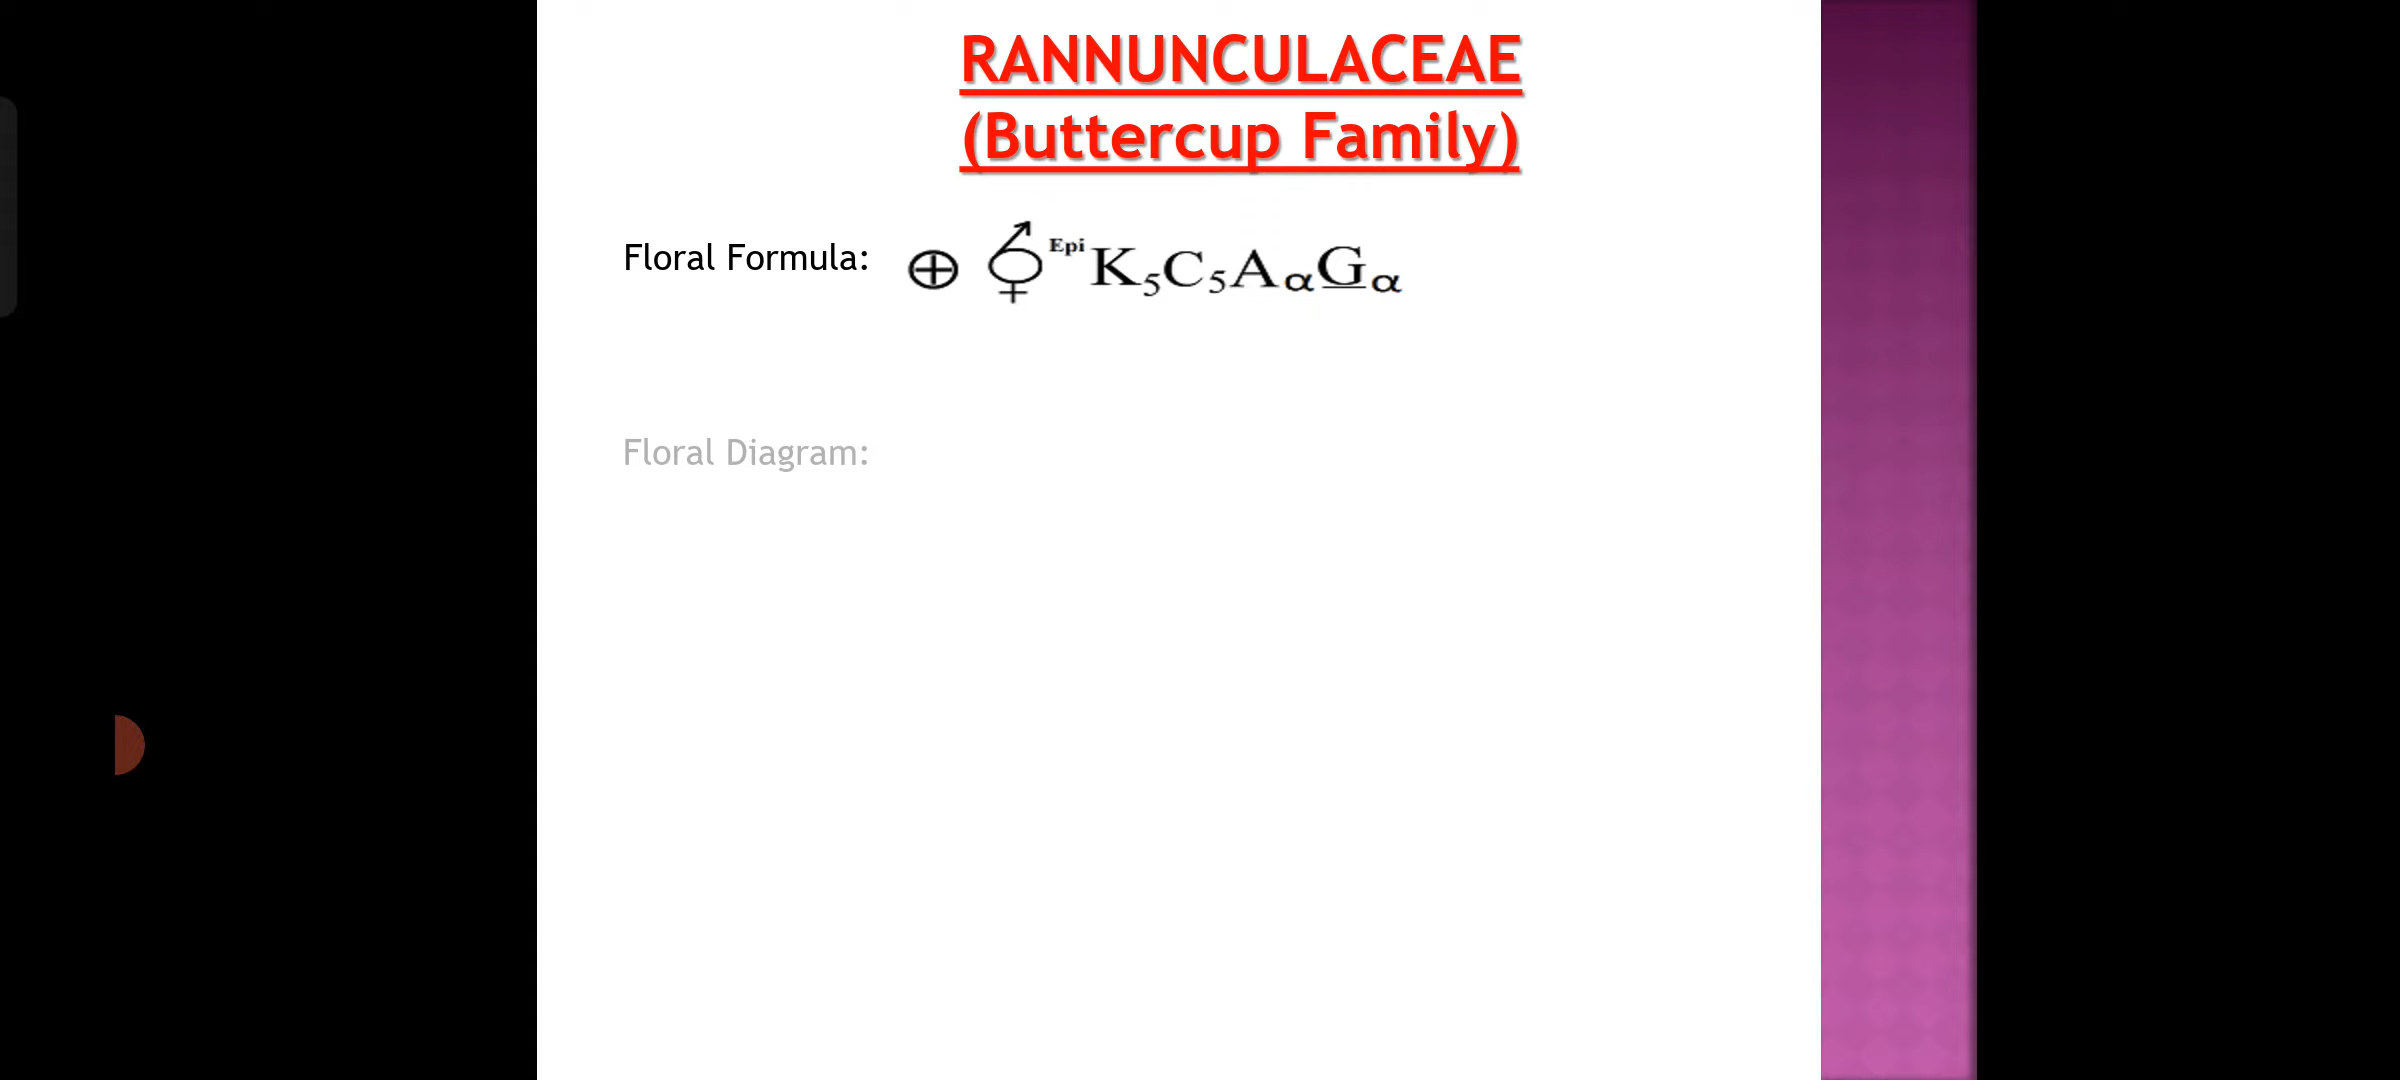 RANNUNCULACEAE
(Buttercup Family)
Floral Formula: ⊕ ⚥ Epi K5C5AαGα
Floral Diagram: